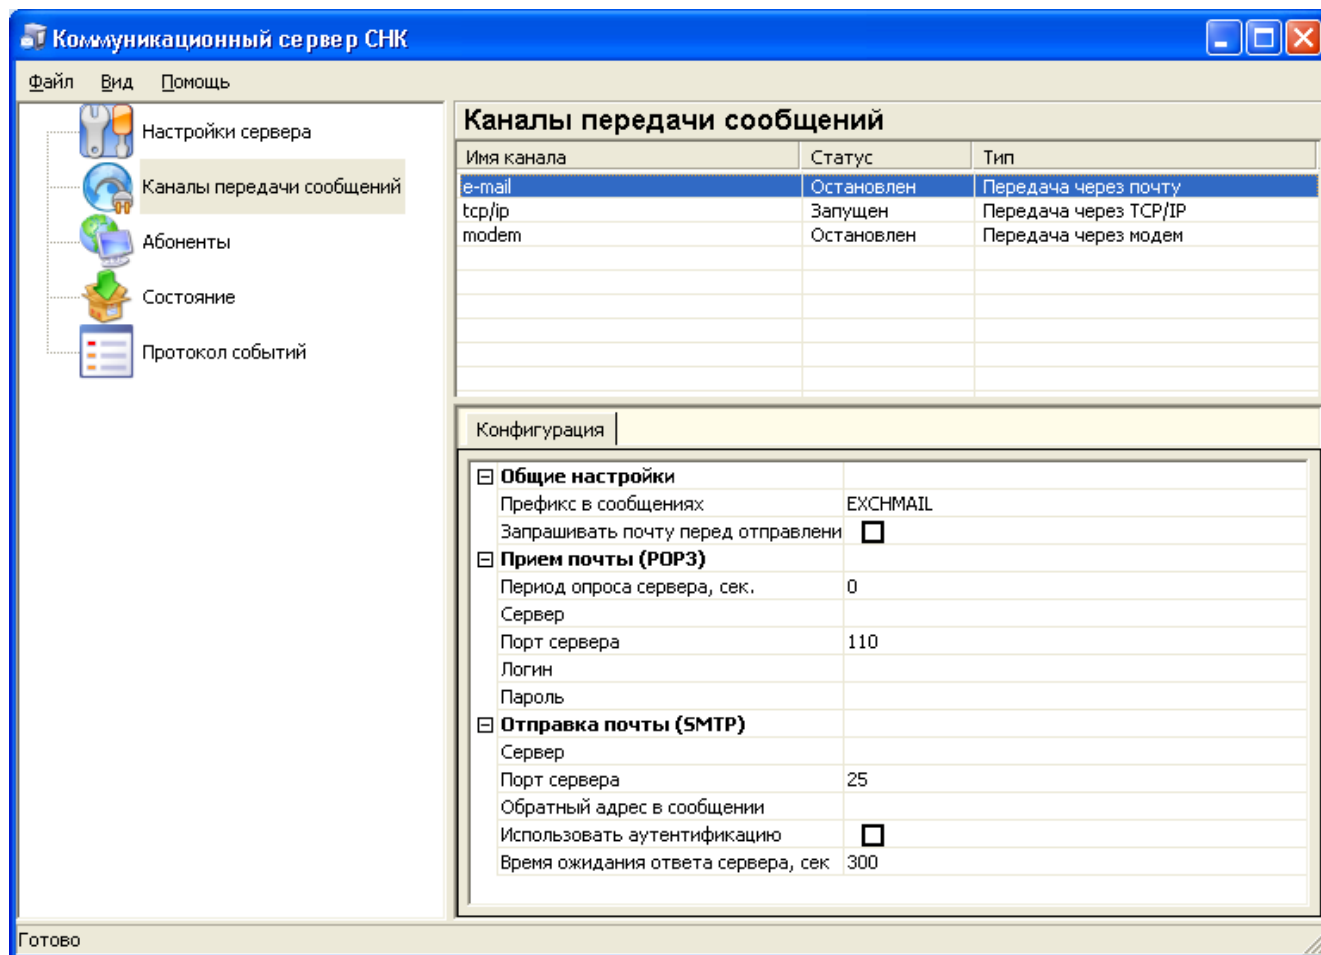 Коммуникационный сервер СНК
Файл Вид Помощь
Настройки сервера
Каналы передачи сообщений
Абоненты
Состояние
Протокол событий
Каналы передачи сообщений
Имя канала Статус Тип
e-mail Остановлен Передача через почту
tcp/ip Запущен Передача через TCP/IP
modem Остановлен Передача через модем
Конфигурация
Общие настройки
Префикс в сообщениях EXCHMAIL
Запрашивать почту перед отправлени
Прием почты (POP3)
Период опроса сервера, сек. 0
Сервер
Порт сервера 110
Логин
Пароль
Отправка почты (SMTP)
Сервер
Порт сервера 25
Обратный адрес в сообщении
Использовать аутентификацию
Время ожидания ответа сервера, сек 300
Готово